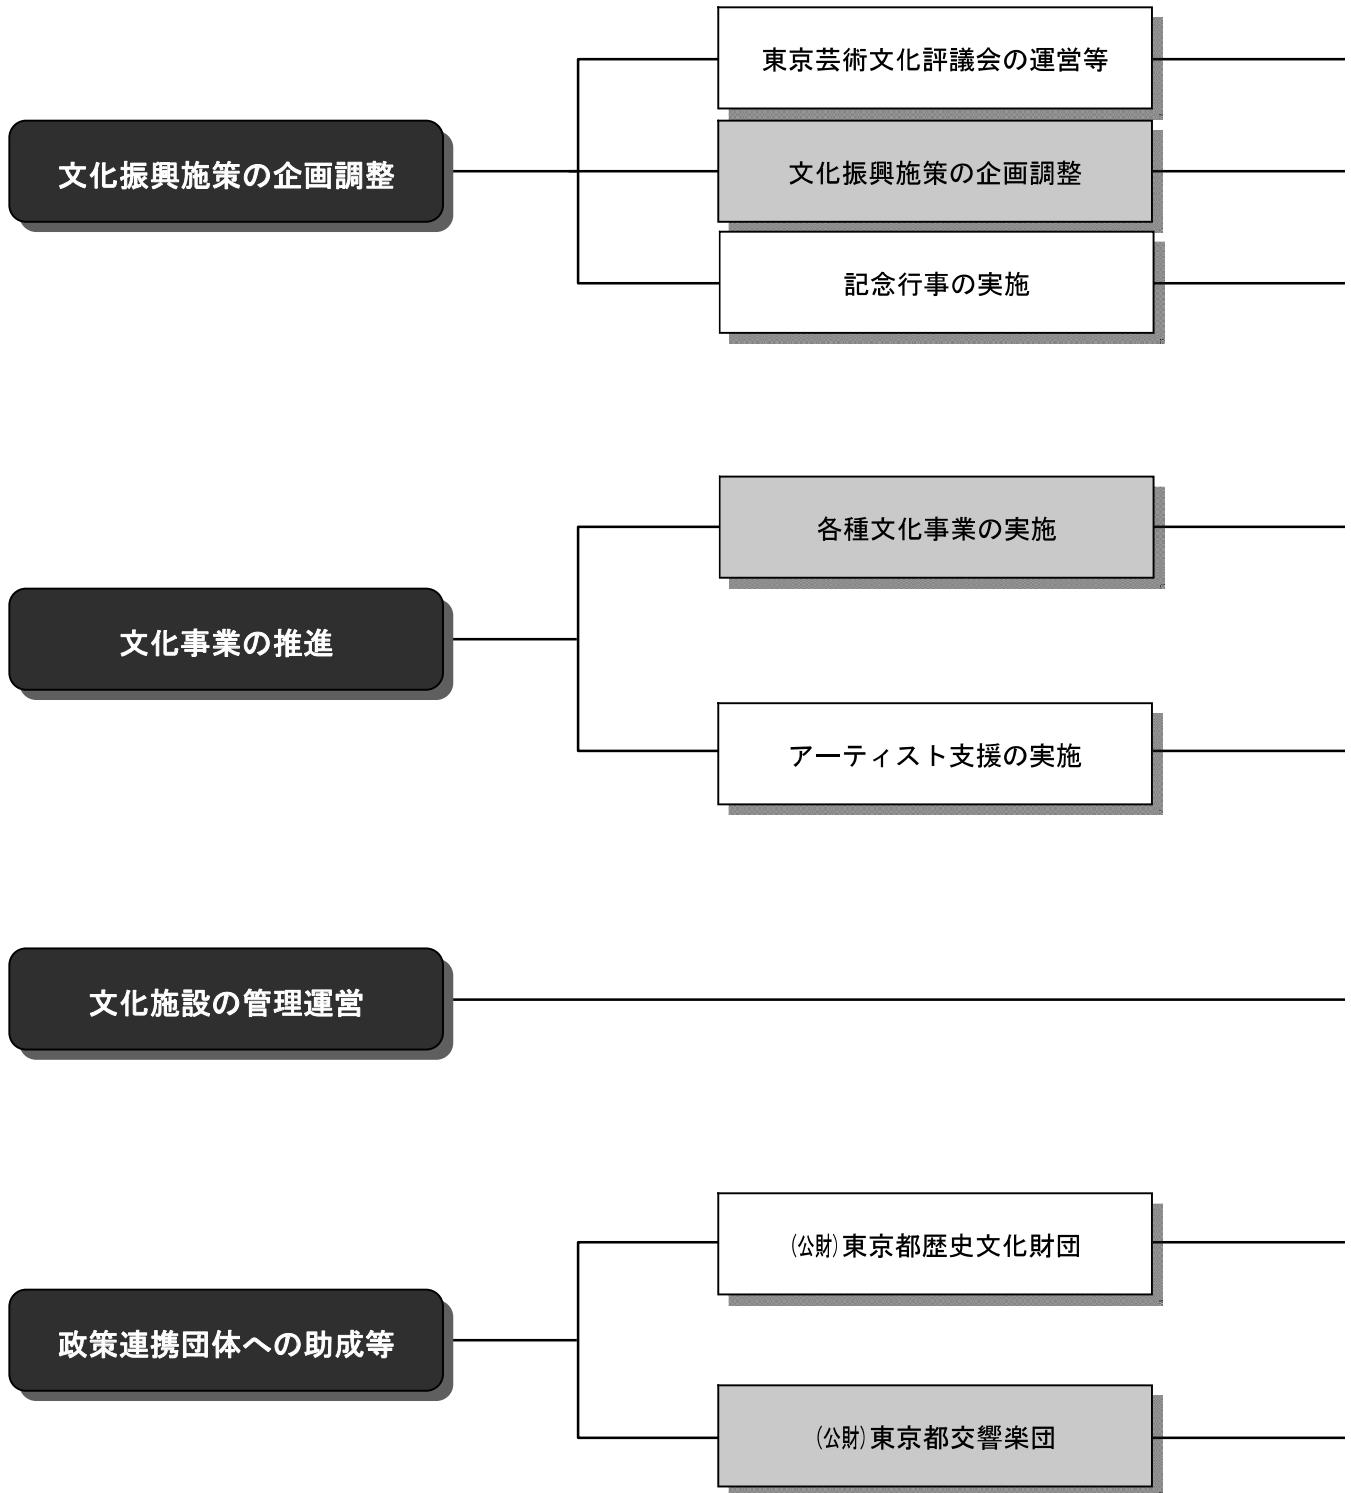 文化振興施策の企画調整
東京芸術文化評議会の運営等
文化振興施策の企画調整
記念行事の実施
文化事業の推進
各種文化事業の実施
アーティスト支援の実施
文化施設の管理運営
政策連携団体への助成等
(公財)東京都歴史文化財団
(公財)東京都交響楽団